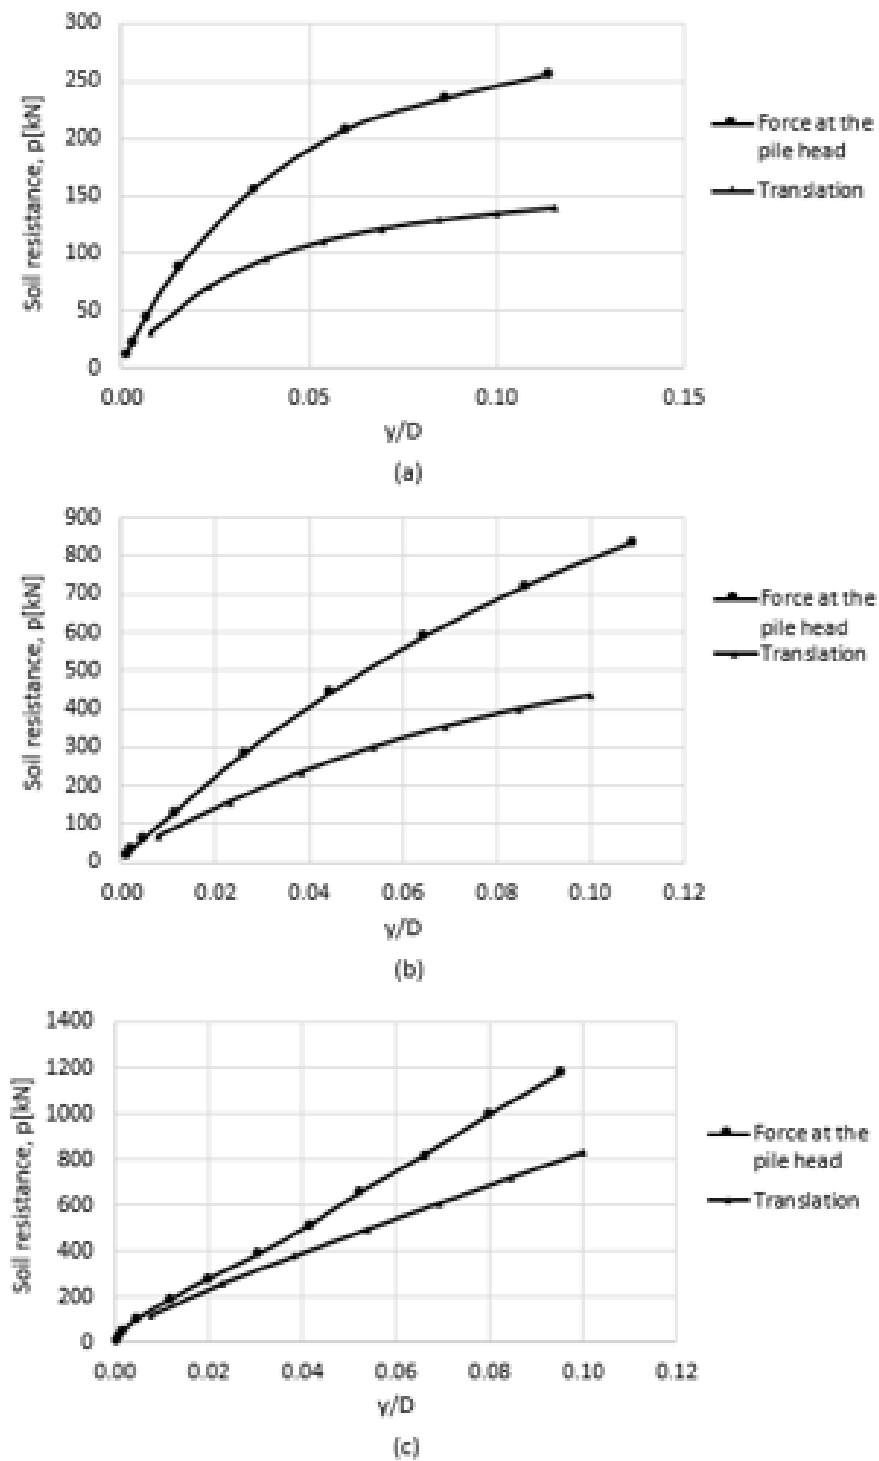 300
250
200
150
100
50
0
Soil resistance, p[kN]
0.00 0.05 0.10 0.15
y/D
(a)
Force at the
pile head
Translation
900
800
700
600
500
400
300
200
100
0
Soil resistance, p[kN]
0.00 0.02 0.04 0.06 0.08 0.10 0.12
y/D
(b)
Force at the
pile head
Translation
1400
1200
1000
800
600
400
200
0
Soil resistance, p[kN]
0.00 0.02 0.04 0.06 0.08 0.10 0.12
y/D
(c)
Force at the
pile head
Translation